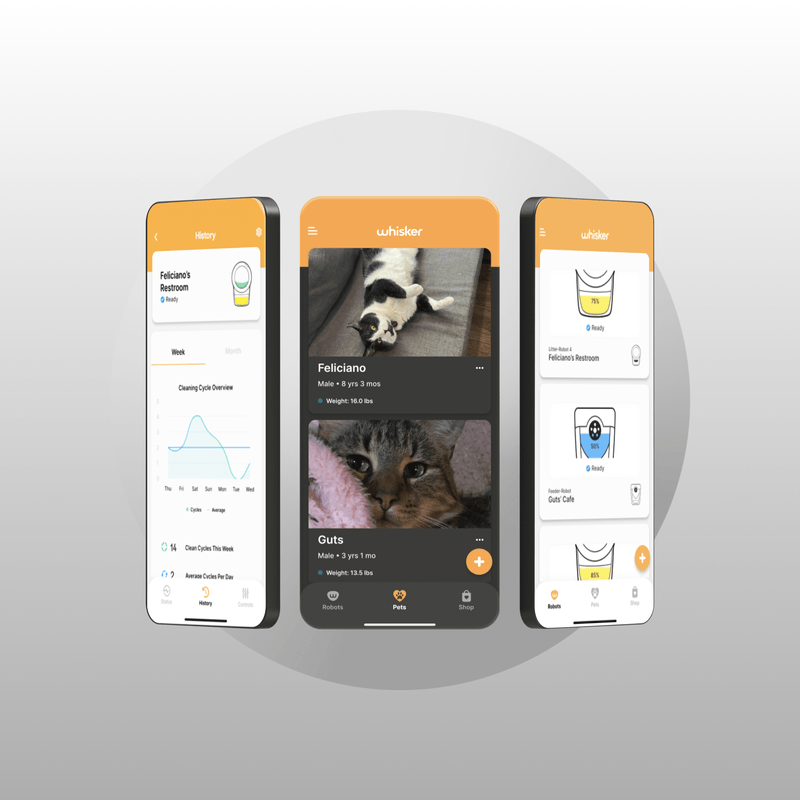 History
Feliciano's
Restroom
Ready
Week
Month
Cleaning Cycle Overview
Thu Fri Sat Sun Mon Tue Wed
Cycles Average
14 Clean Cycles This Week
2 Average Cycles Per Day
Status
History
Controls
whisker
Feliciano
Male • 8 yrs 3 mos
Weight: 16.0 lbs
Guts
Male • 3 yrs 1 mo
Weight: 13.5 lbs
Robots
Pets
Shop
whisker
75%
Ready
Litter-Robot 4
Feliciano's Restroom
50%
Ready
Feeder-Robot
Guts' Cafe
85%
Robots
Pets
Shop